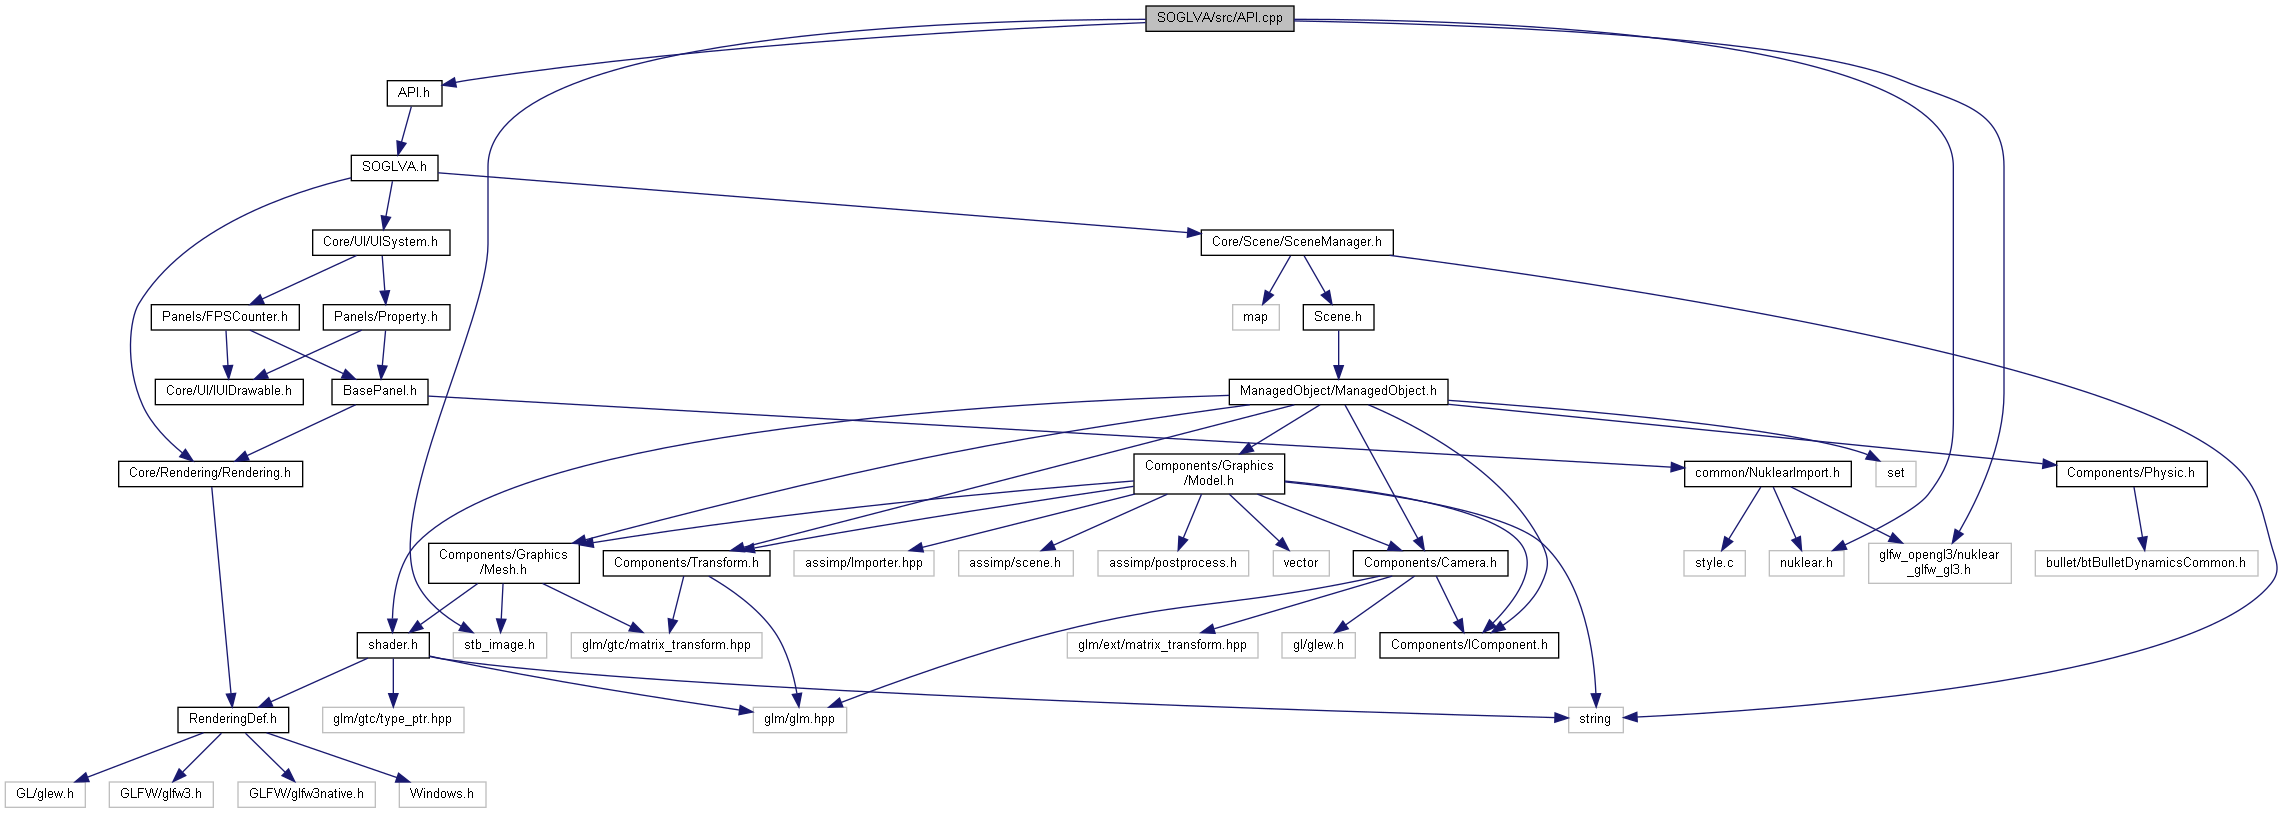 SOGLVA/src/API.cpp
API.h
SOGLVA.h
Core/UI/UISystem.h
Core/Scene/SceneManager.h
Panels/FPSCounter.h
Panels/Property.h
map
Scene.h
Core/UI/IUIDrawable.h
BasePanel.h
ManagedObject/ManagedObject.h
Core/Rendering/Rendering.h
Components/Graphics
/Model.h
common/NuklearImport.h
set
Components/Physic.h
Components/Graphics
/Mesh.h
Components/Transform.h
assimp/Importer.hpp
assimp/scene.h
assimp/postprocess.h
vector
Components/Camera.h
style.c
nuklear.h
glfw_opengl3/nuklear
_glfw_gl3.h
bullet/btBulletDynamicsCommon.h
shader.h
stb_image.h
glm/gtc/matrix_transform.hpp
glm/ext/matrix_transform.hpp
gl/glew.h
Components/IComponent.h
RenderingDef.h
glm/gtc/type_ptr.hpp
glm/glm.hpp
string
GL/glew.h
GLFW/glfw3.h
GLFW/glfw3native.h
Windows.h